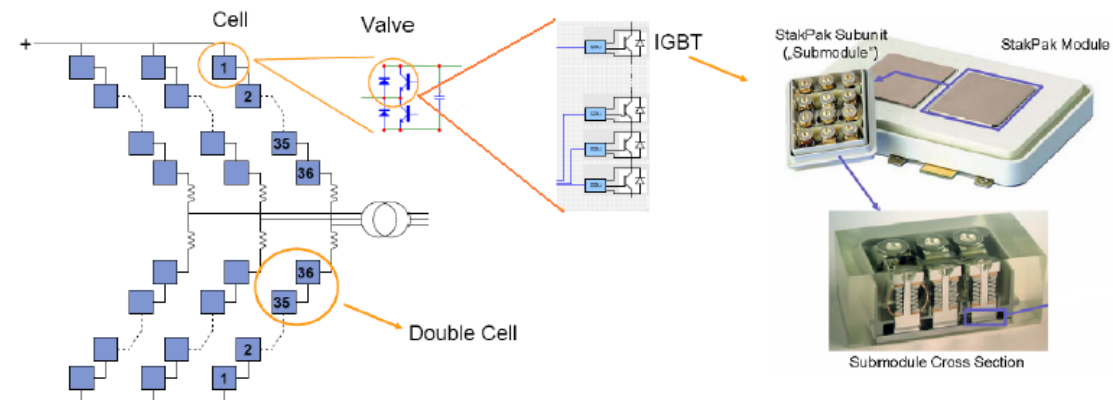 Cell
Valve
IGBT
StakPak Subunit
(„Submodule")
StakPak Module
+
1
2
35
36
36
35
2
1
Double Cell
Submodule Cross Section